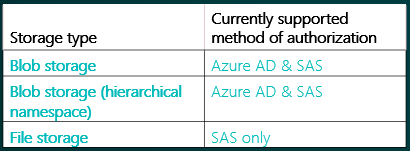 Storage type
Currently supported
method of authorization
Blob storage
Azure AD & SAS
Blob storage (hierarchical
namespace)
Azure AD & SAS
File storage
SAS only